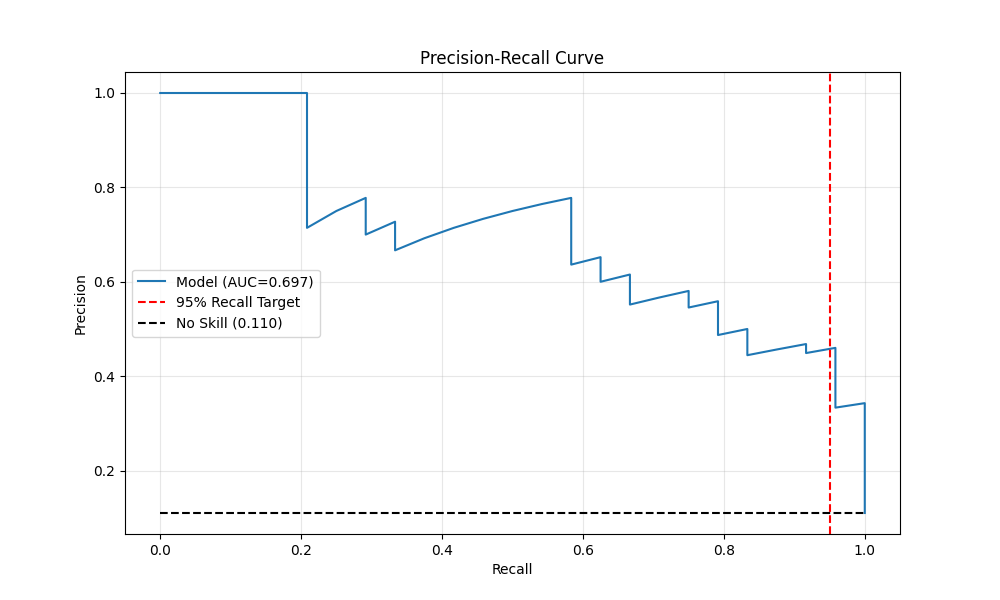 Precision-Recall Curve
1.0
0.8
0.6
0.4
0.2
Precision
Model (AUC=0.697)
95% Recall Target
No Skill (0.110)
0.0
0.2
0.4
0.6
0.8
1.0
Recall